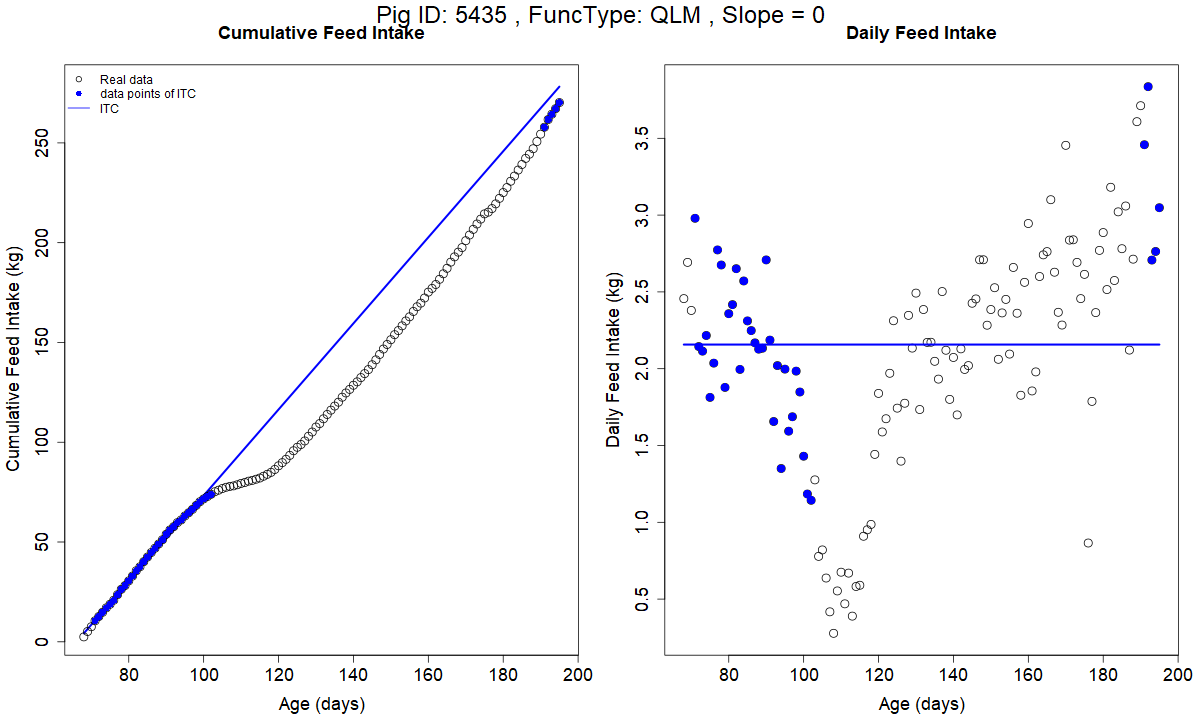 Pig ID: 5435 , FuncType: QLM , Slope = 0
Cumulative Feed Intake
Real data
data points of ITC
ITC
Cumulative Feed Intake (kg)
0
50
100
150
200
250
80 100 120 140 160 180 200
Age (days)
Daily Feed Intake
Daily Feed Intake (kg)
0.5
1.0
1.5
2.0
2.5
3.0
3.5
80 100 120 140 160 180 200
Age (days)